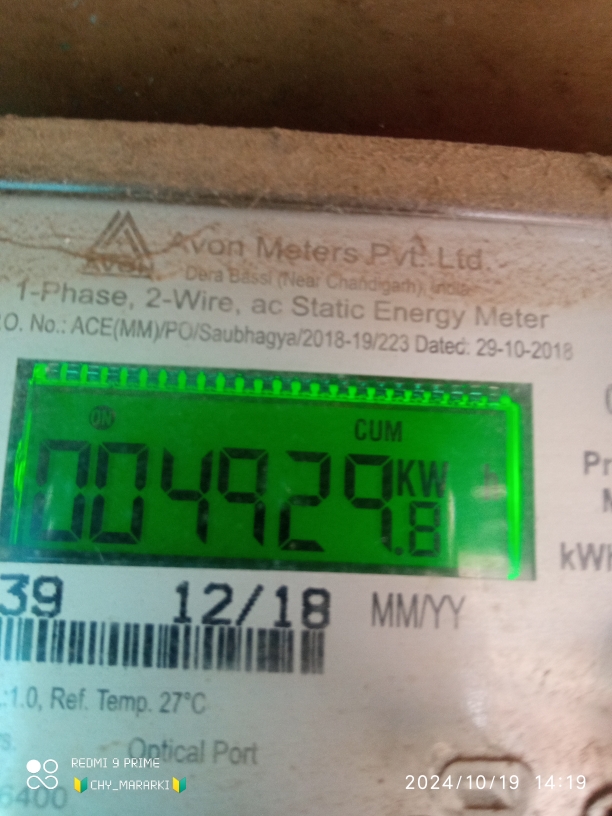 AVON
Avon Meters Pvt. Ltd.
Dera Bassi (Near Chandigarh), India
1-Phase, 2-Wire, ac Static Energy Meter
.O. No.: ACE(MM)/PO/Saubhagya/2018-19/223 Dated: 29-10-2018
ON
CUM
004929.8 KWh
39 12/18 MM/YY
kWH
.:1.0, Ref. Temp. 27°C
Optical Port
6400
REDMI 9 PRIME
🔰CHY_MARARKI🔰
2024/10/19 14:19